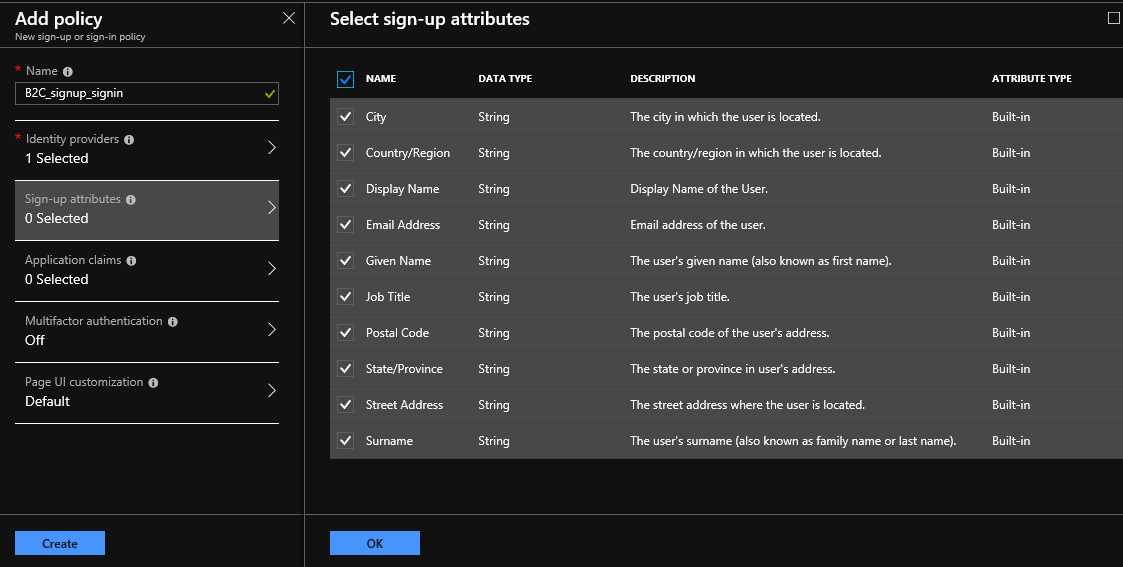 Add policy
New sign-up or sign-in policy
* Name
B2C_signup_signin
* Identity providers
1 Selected
Sign-up attributes
0 Selected
Application claims
0 Selected
Multifactor authentication
Off
Page UI customization
Default
Create
Select sign-up attributes
NAME DATA TYPE DESCRIPTION ATTRIBUTE TYPE
City String The city in which the user is located. Built-in
Country/Region String The country/region in which the user is located. Built-in
Display Name String Display Name of the User. Built-in
Email Address String Email address of the user. Built-in
Given Name String The user's given name (also known as first name). Built-in
Job Title String The user's job title. Built-in
Postal Code String The postal code of the user's address. Built-in
State/Province String The state or province in user's address. Built-in
Street Address String The street address where the user is located. Built-in
Surname String The user's surname (also known as family name or last name). Built-in
OK